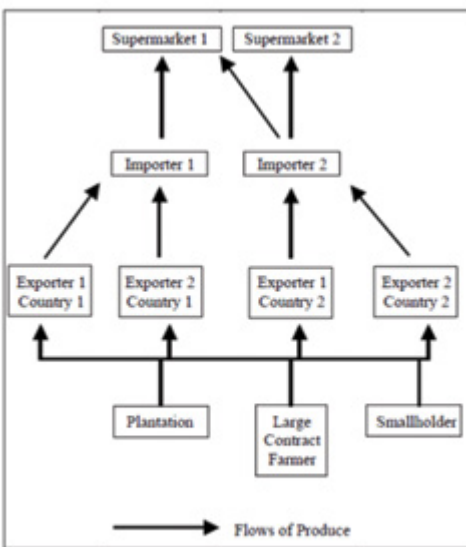 Supermarket 1
Supermarket 2
Importer 1
Importer 2
Exporter 1
Country 1
Exporter 2
Country 1
Exporter 1
Country 2
Exporter 2
Country 2
Plantation
Large
Contract
Farmer
Smallholder
Flows of Produce